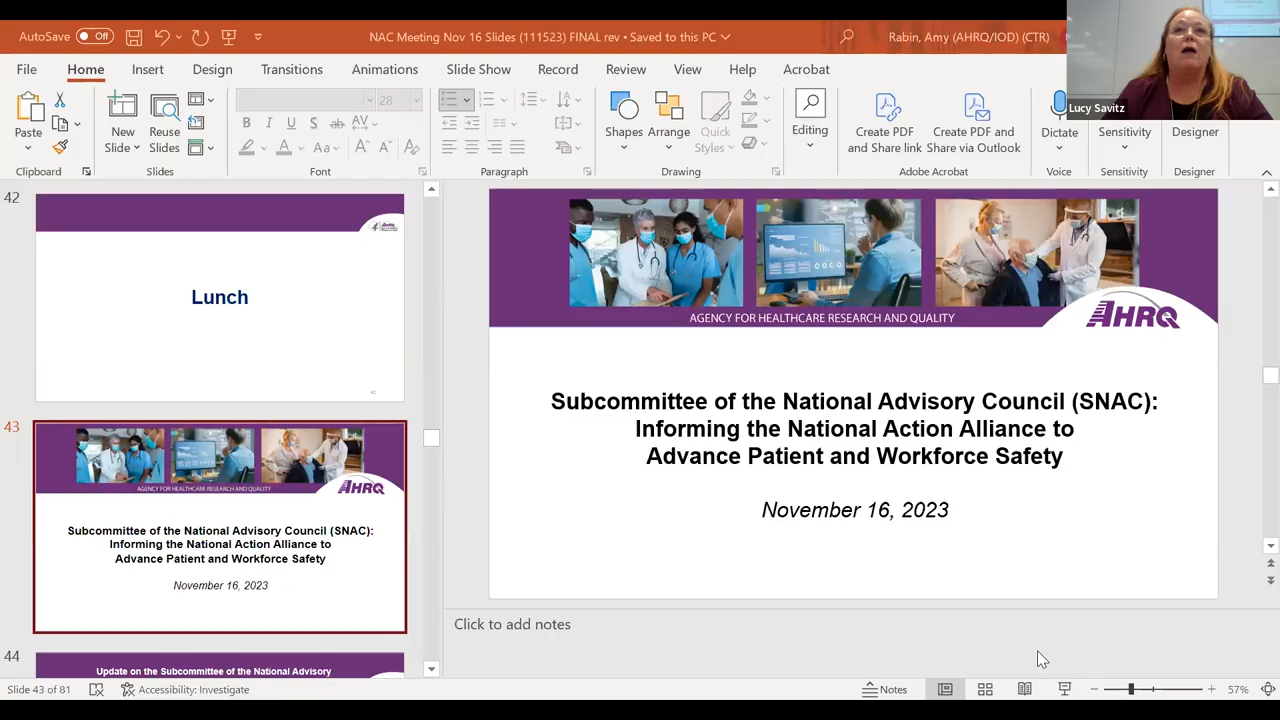 AutoSave Off
NAC Meeting Nov 16 Slides (111523) FINAL rev • Saved to this PC
Rabin, Amy (AHRQ/IOD) (CTR)
Lucy Savitz
File Home Insert Design Transitions Animations Slide Show Record Review View Help Acrobat
Paste
New Slide
Reuse Slides
28
B I U S ab AV
A Aa A A A
Shapes
Arrange
Quick Styles
Editing
Create PDF and Share link
Create PDF and Share via Outlook
Dictate
Sensitivity
Designer
Clipboard Slides Font Paragraph Drawing Adobe Acrobat Voice Sensitivity Designer
42
Lunch
42
43
AGENCY FOR HEALTHCARE RESEARCH AND QUALITY
AHRQ
Subcommittee of the National Advisory Council (SNAC):
Informing the National Action Alliance to
Advance Patient and Workforce Safety
November 16, 2023
44
Update on the Subcommittee of the National Advisory
AGENCY FOR HEALTHCARE RESEARCH AND QUALITY
AHRQ
Subcommittee of the National Advisory Council (SNAC):
Informing the National Action Alliance to
Advance Patient and Workforce Safety
November 16, 2023
Click to add notes
Slide 43 of 81
Accessibility: Investigate
Notes
57%